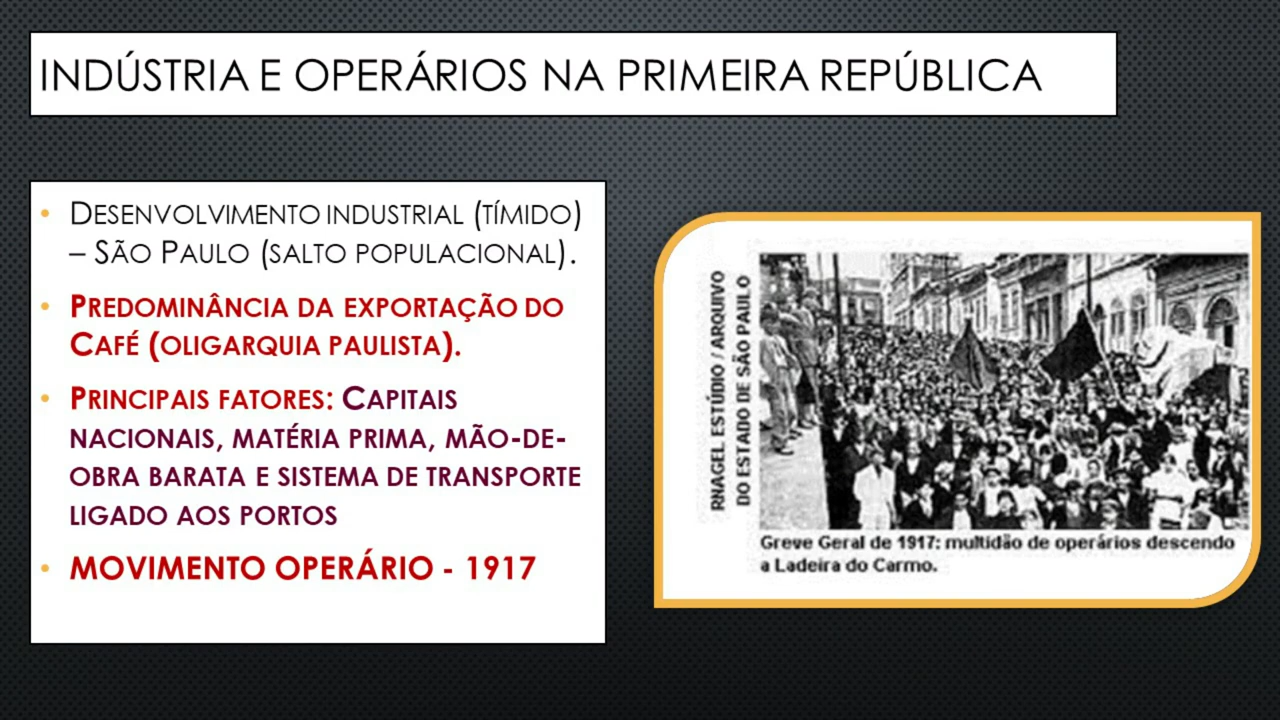 INDÚSTRIA E OPERÁRIOS NA PRIMEIRA REPÚBLICA
• DESENVOLVIMENTO INDUSTRIAL (TÍMIDO)
– SÃO PAULO (SALTO POPULACIONAL).
• PREDOMINÂNCIA DA EXPORTAÇÃO DO
CAFÉ (OLIGARQUIA PAULISTA).
• PRINCIPAIS FATORES: CAPITAIS
NACIONAIS, MATÉRIA PRIMA, MÃO-DE-
OBRA BARATA E SISTEMA DE TRANSPORTE
LIGADO AOS PORTOS
• MOVIMENTO OPERÁRIO - 1917
RNAGEL ESTÚDIO / ARQUIVO
DO ESTADO DE SÃO PAULO
Greve Geral de 1917: multidão de operários descendo
a Ladeira do Carmo.